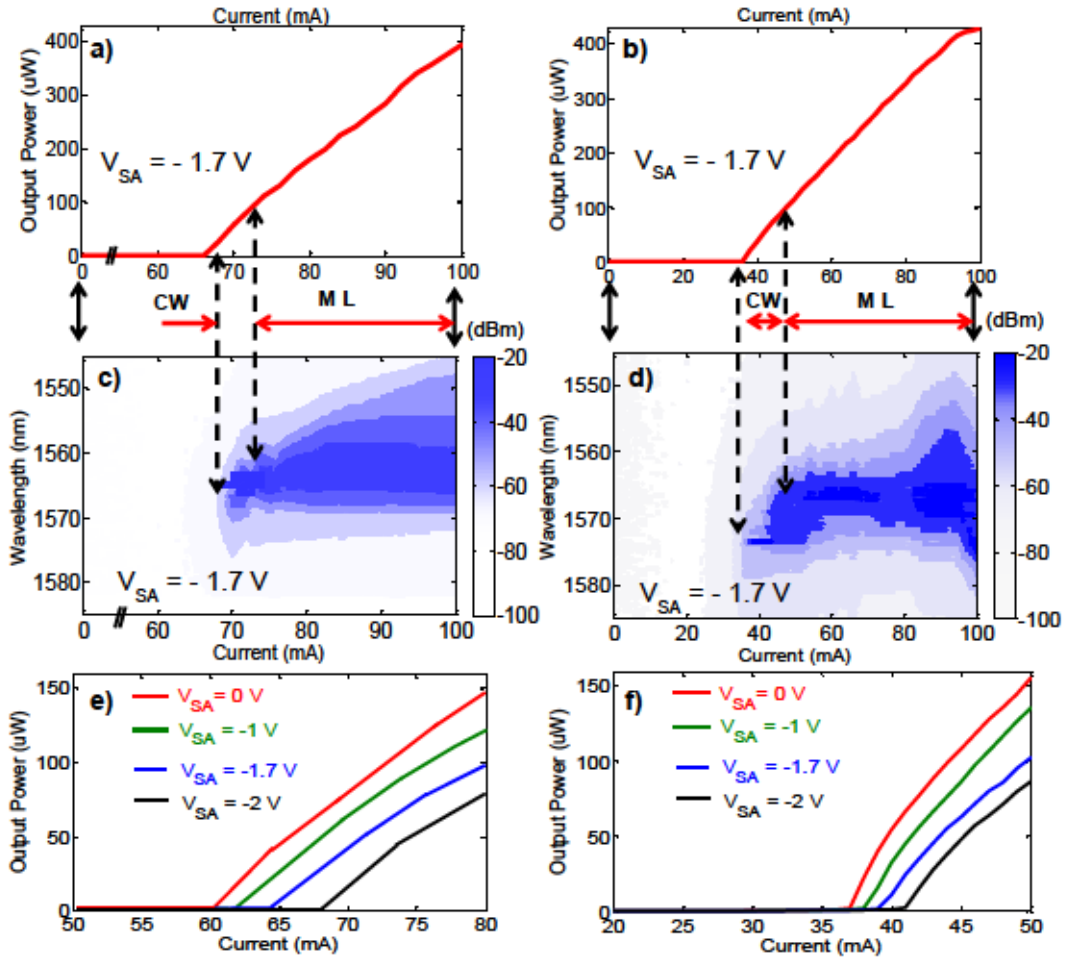 Current (mA)
Current (mA)
a)
Output Power (uW)
400
300
200
100
0
V_SA = - 1.7 V
0
60
70
80
90
100
b)
Output Power (uW)
400
300
200
100
0
V_SA = - 1.7 V
0
20
40
60
80
100
CW
M L
(dBm)
CW
M L
(dBm)
c)
Wavelength (nm)
1550
1560
1570
1580
V_SA = - 1.7 V
0
60
70
80
90
100
Current (mA)
-20
-40
-60
-80
-100
d)
Wavelength (nm)
1550
1560
1570
1580
V_SA = - 1.7 V
0
20
40
60
80
100
Current (mA)
-20
-40
-60
-80
-100
e)
Output Power (uW)
150
100
50
0
V_SA = 0 V
V_SA = -1 V
V_SA = -1.7 V
V_SA = -2 V
50
55
60
65
70
75
80
Current (mA)
f)
Output Power (uW)
150
100
50
0
V_SA = 0 V
V_SA = -1 V
V_SA = -1.7 V
V_SA = -2 V
20
25
30
35
40
45
50
Current (mA)